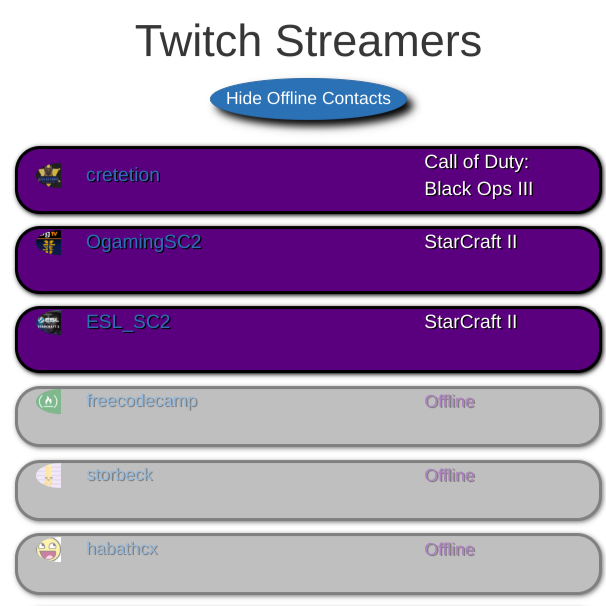 Twitch Streamers
Hide Offline Contacts
cretetion
Call of Duty:
Black Ops III
OgamingSC2
StarCraft II
ESL_SC2
StarCraft II
freecodecamp
Offline
storbeck
Offline
habathcx
Offline